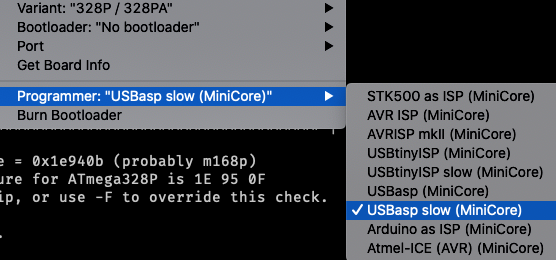 Variant: "328P / 328PA"
Bootloader: "No bootloader"
Port
Get Board Info
Programmer: "USBasp slow (MiniCore)"
Burn Bootloader
STK500 as ISP (MiniCore)
AVR ISP (MiniCore)
AVRISP mkII (MiniCore)
USBtinyISP (MiniCore)
USBtinyISP slow (MiniCore)
USBasp (MiniCore)
✓ USBasp slow (MiniCore)
Arduino as ISP (MiniCore)
Atmel-ICE (AVR) (MiniCore)
e = 0x1e940b (probably m168p)
ure for ATmega328P is 1E 95 0F
ip, or use -F to override this check.